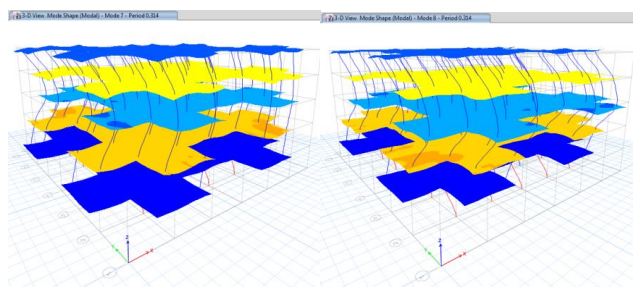 3-D View Mode Shape (Modal) - Mode 7 - Period 0.314
3-D View Mode Shape (Modal) - Mode 8 - Period 0.314
Z
Y
X
Z
Y
X